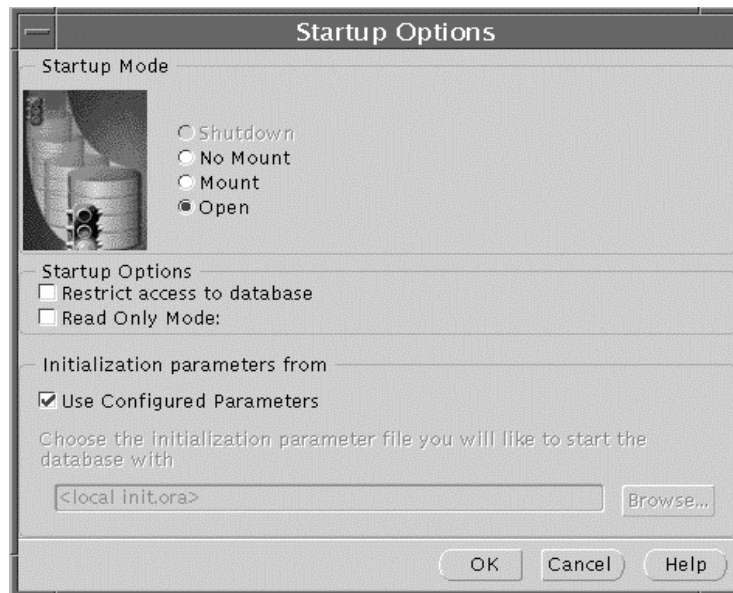 Startup Options
Startup Mode
Shutdown
No Mount
Mount
Open
Startup Options
Restrict access to database
Read Only Mode:
Initialization parameters from
Use Configured Parameters
Choose the initialization parameter file you will like to start the
database with
<local init.ora>
Browse...
OK
Cancel
Help